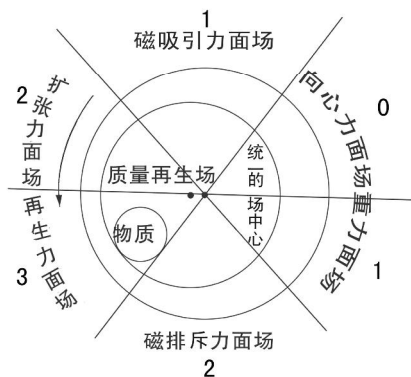 1
磁吸引力面场
2
扩张力面场
向心力面场
0
质量再生场
统一的场中心
物质
再生力面场
3
重力面场
1
磁排斥力面场
2